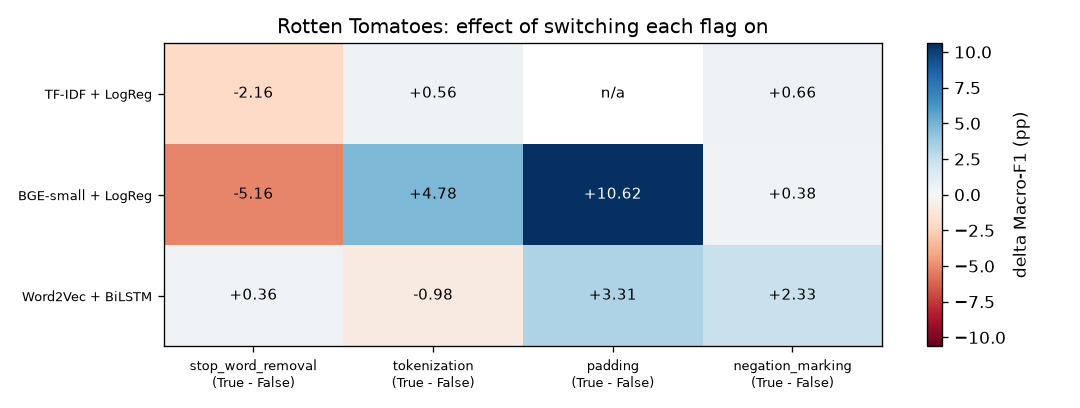 Rotten Tomatoes: effect of switching each flag on
TF-IDF + LogReg
-2.16
+0.56
n/a
+0.66
BGE-small + LogReg
-5.16
+4.78
+10.62
+0.38
Word2Vec + BiLSTM
+0.36
-0.98
+3.31
+2.33
stop_word_removal
(True - False)
tokenization
(True - False)
padding
(True - False)
negation_marking
(True - False)
10.0
7.5
5.0
2.5
0.0
−2.5
−5.0
−7.5
−10.0
delta Macro-F1 (pp)